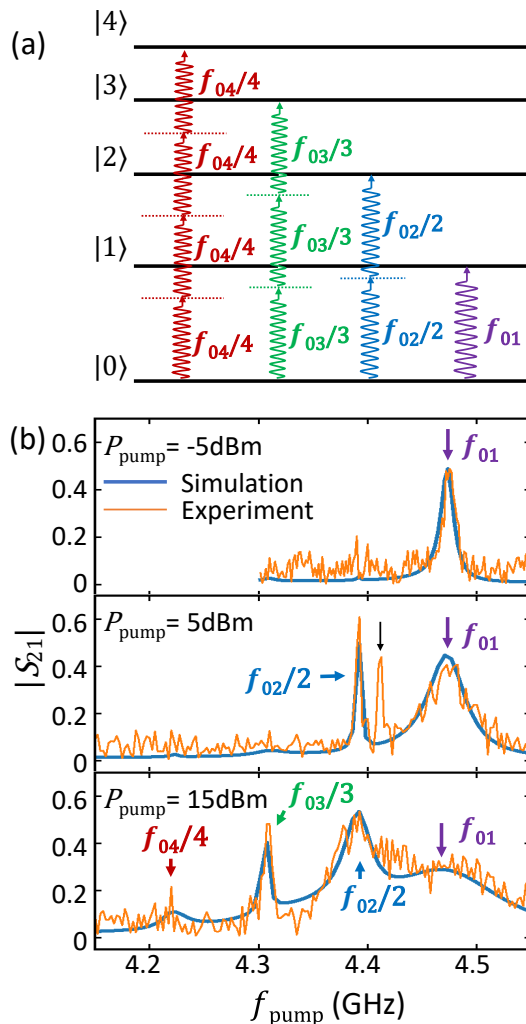 (a)
|4⟩
|3⟩
|2⟩
|1⟩
|0⟩
f04/4
f04/4
f04/4
f04/4
f03/3
f03/3
f03/3
f02/2
f02/2
f01
(b)
0.6
0.4
0.2
0
Ppump = -5dBm
Simulation
Experiment
f01
0.6
0.4
0.2
0
Ppump = 5dBm
f02/2
f01
|S21|
0.6
0.4
0.2
0
Ppump = 15dBm
f03/3
f04/4
f02/2
f01
4.2 4.3 4.4 4.5
fpump (GHz)